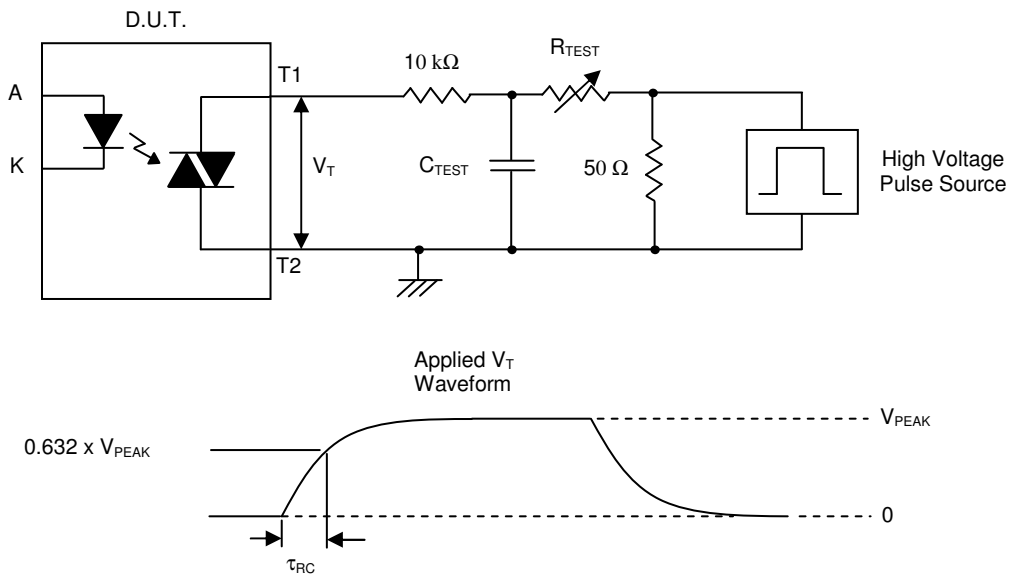 D.U.T.
A
K
T1
T2
V_T
10 kΩ
R_TEST
C_TEST
50 Ω
High Voltage
Pulse Source
Applied V_T
Waveform
0.632 x V_PEAK
V_PEAK
0
τ_RC